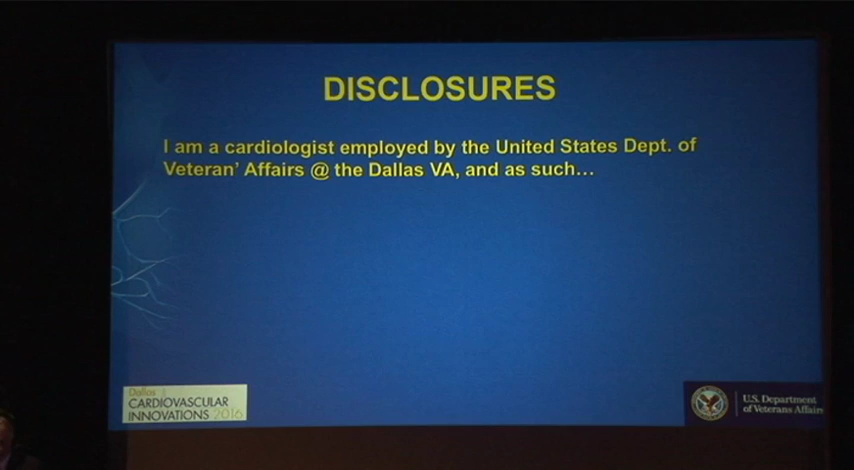 DISCLOSURES
I am a cardiologist employed by the United States Dept. of
Veteran' Affairs @ the Dallas VA, and as such...
Dallas
CARDIOVASCULAR
INNOVATIONS 2016
U.S. Department
of Veterans Affairs